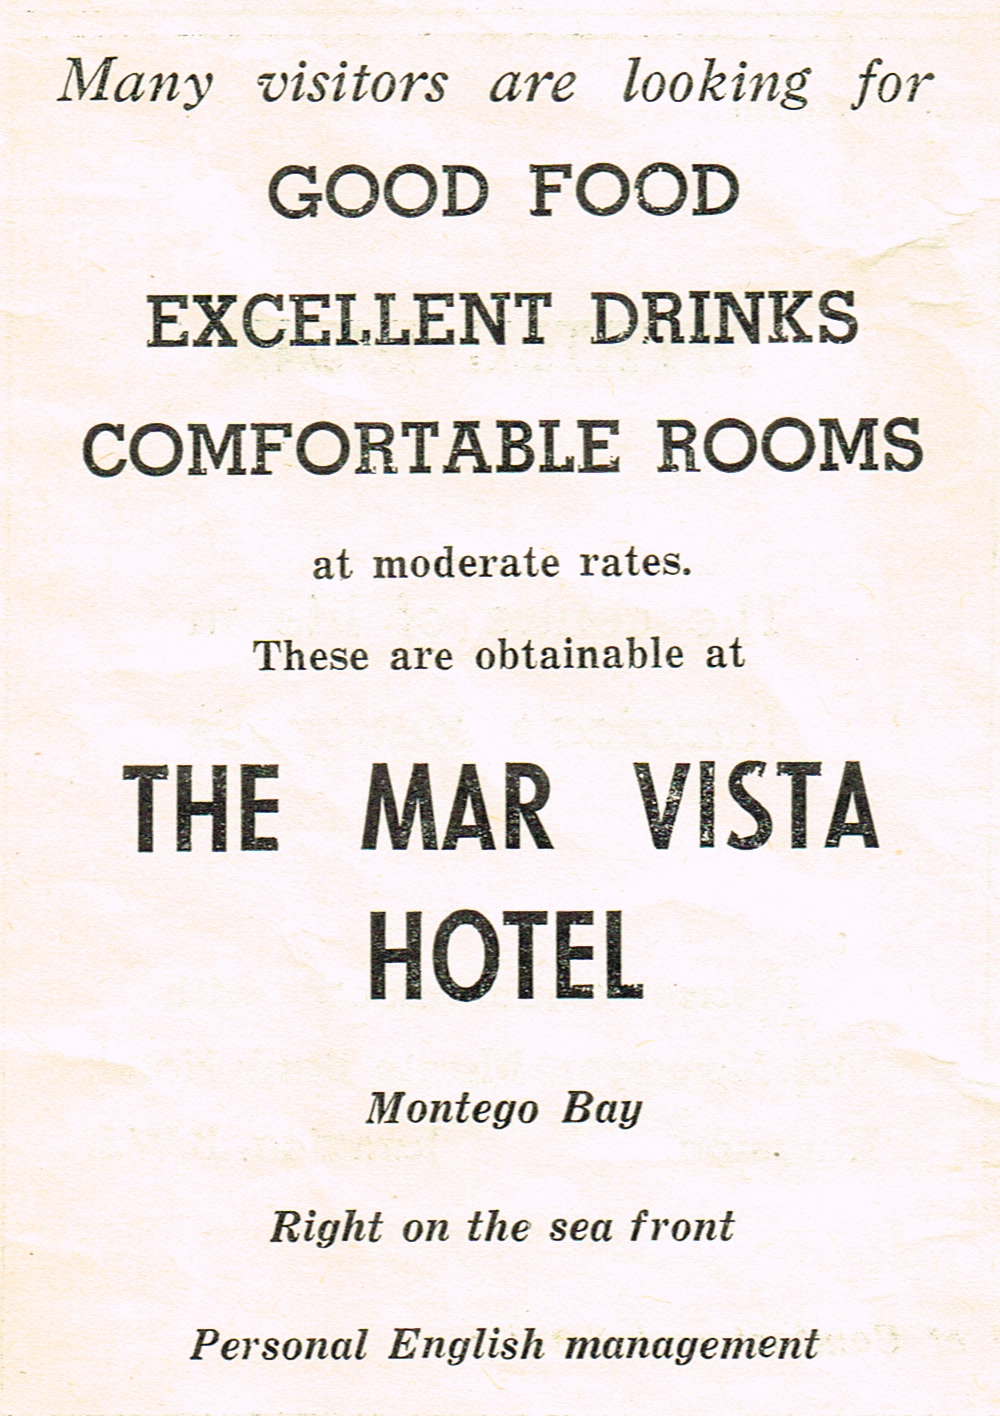 Many visitors are looking for
GOOD FOOD
EXCELLENT DRINKS
COMFORTABLE ROOMS
at moderate rates.
These are obtainable at
THE MAR VISTA
HOTEL
Montego Bay
Right on the sea front
Personal English management